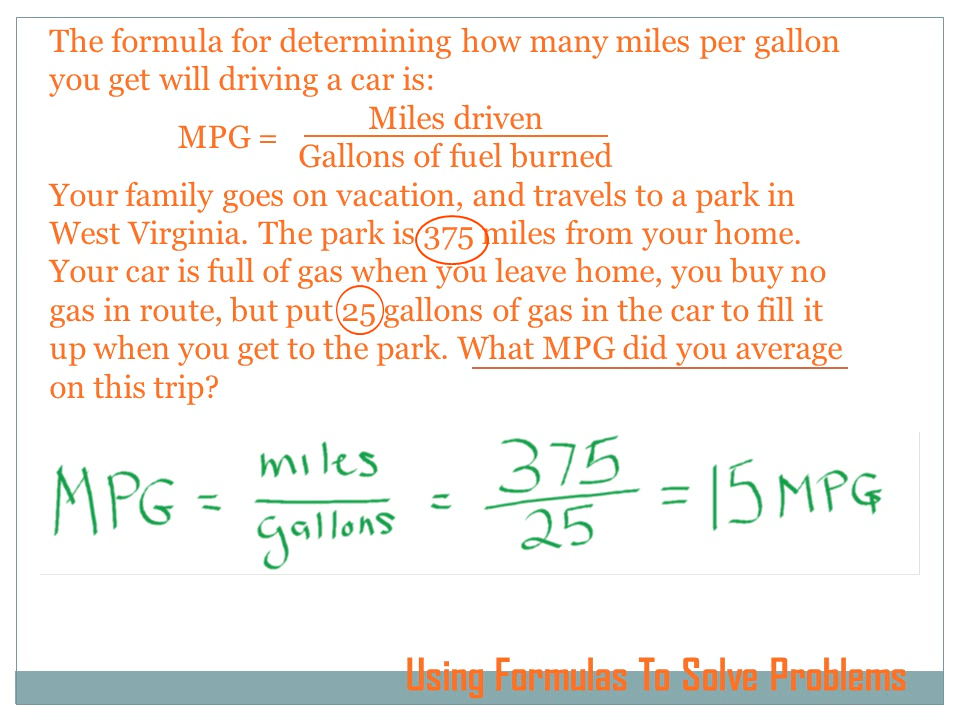 The formula for determining how many miles per gallon
you get will driving a car is:
MPG = Miles driven
Gallons of fuel burned
Your family goes on vacation, and travels to a park in
West Virginia. The park is 375 miles from your home.
Your car is full of gas when you leave home, you buy no
gas in route, but put 25 gallons of gas in the car to fill it
up when you get to the park. What MPG did you average
on this trip?
MPG = miles / gallons = 375 / 25 = 15 MPG
Using Formulas To Solve Problems